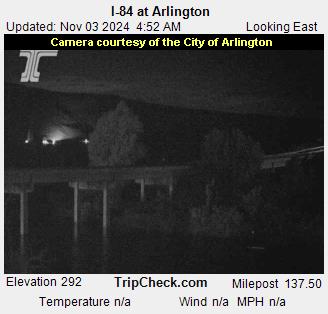 I-84 at Arlington
Updated: Nov 03 2024 4:52 AM Looking East
Camera courtesy of the City of Arlington
Elevation 292 TripCheck.com Milepost 137.50
Temperature n/a Wind n/a MPH n/a